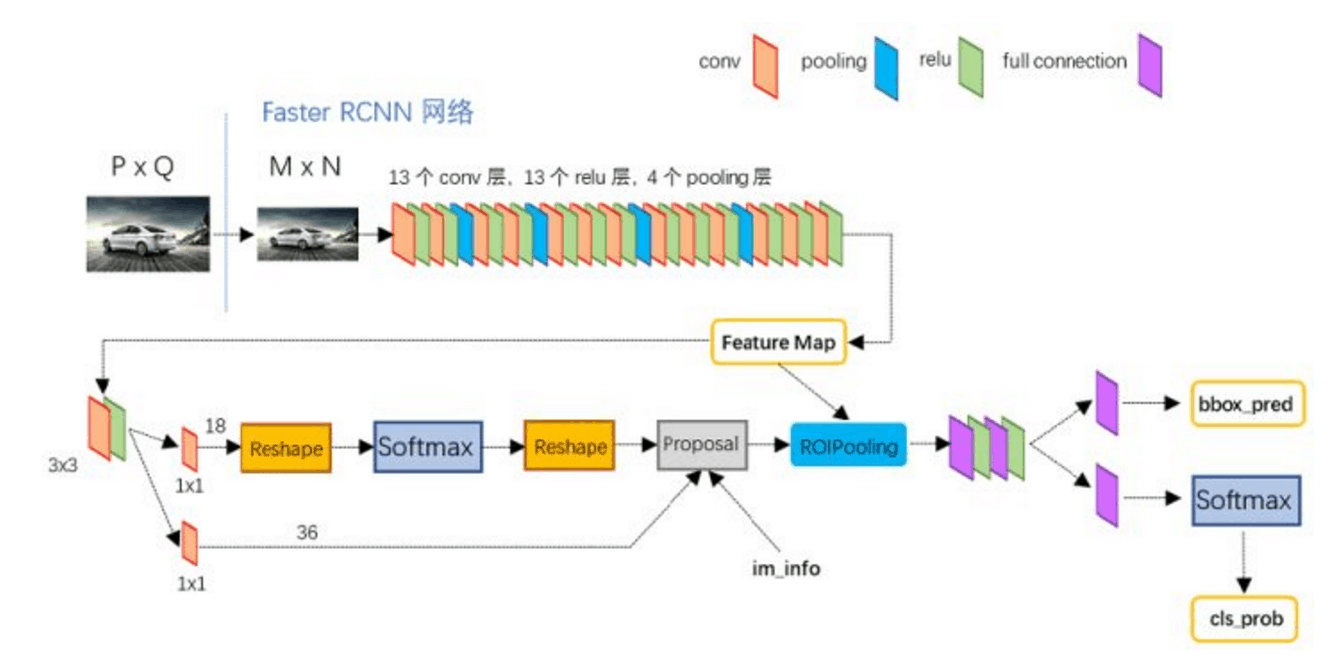 conv
pooling
relu
full connection
Faster RCNN 网络
P x Q
M x N
13 个 conv 层, 13 个 relu 层, 4 个 pooling 层
Feature Map
3x3
18
1x1
Reshape
Softmax
Reshape
Proposal
ROIPooling
bbox_pred
Softmax
36
1x1
im_info
cls_prob